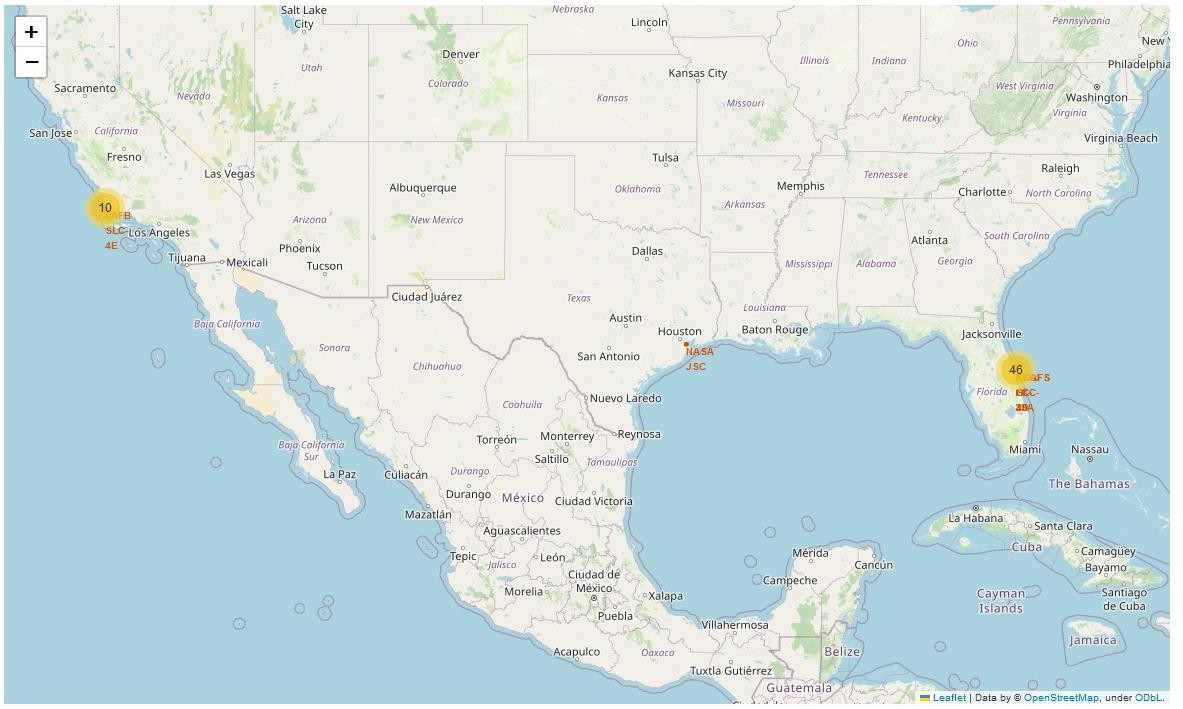 +
−
Salt Lake
City
Nebraska
Lincoln
Pennsylvania
New Y
Ohio
Denver
Utah
Illinois
Indiana
Philadelphia
Kansas City
Colorado
Sacramento
Nevada
Kansas
Missouri
West Virginia
Washington
Virginia
Kentucky
San Jose
California
Virginia Beach
Fresno
Tulsa
Raleigh
Las Vegas
Tennessee
Albuquerque
Oklahoma
Memphis
Charlotte
North Carolina
Arkansas
10
AFB
SLC-
4E
Los Angeles
Arizona
New Mexico
Atlanta
South Carolina
Phoenix
Dallas
Tijuana
Mexicali
Tucson
Mississippi
Alabama
Georgia
Ciudad Juárez
Texas
Louisiana
Austin
Baja California
Houston
Baton Rouge
Jacksonville
Sonora
NASA
JSC
San Antonio
Chihuahua
46
AFS
Florida
Coahuila
Nuevo Laredo
Torreón
Monterrey
Reynosa
Baja California
Sur
Saltillo
Tamaulipas
Miami
Nassau
La Paz
Culiacán
Durango
The Bahamas
Durango
México
Ciudad Victoria
Mazatlán
La Habana
Santa Clara
Aguascalientes
Cuba
Camagüey
Tepic
León
Mérida
Cancún
Jalisco
Ciudad de
México
Campeche
Bayamo
Morelia
Xalapa
Cayman
Islands
Santiago
de Cuba
Puebla
Villahermosa
Jamaica
Acapulco
Oaxaca
Belize
Tuxtla Gutiérrez
Guatemala
Leaflet | Data by © OpenStreetMap, under ODbL.